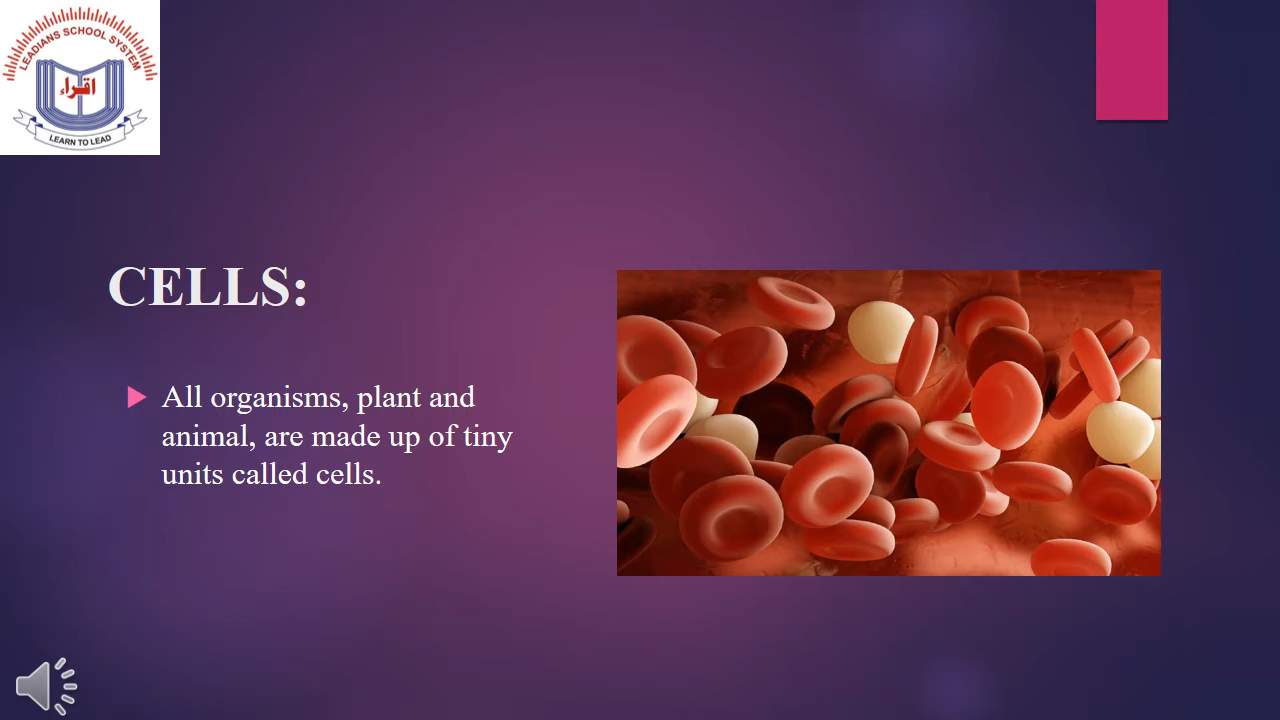 LEADIANS SCHOOL SYSTEM
اقراء
LEARN TO LEAD
CELLS:
All organisms, plant and
animal, are made up of tiny
units called cells.